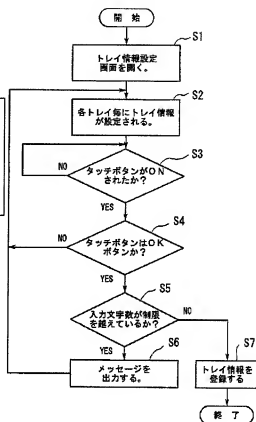 開 始
S1
トレイ情報設定
画面を開く。
S2
各トレイ毎にトレイ情報
が設定される。
S3
タッチボタンがON
されたか？
NO
YES
S4
タッチボタンはOK
ボタンか？
NO
YES
S5
入力文字数が制限
を越えているか？
NO
YES
S6
メッセージを
出力する。
S7
トレイ情報を
登録する
終 了